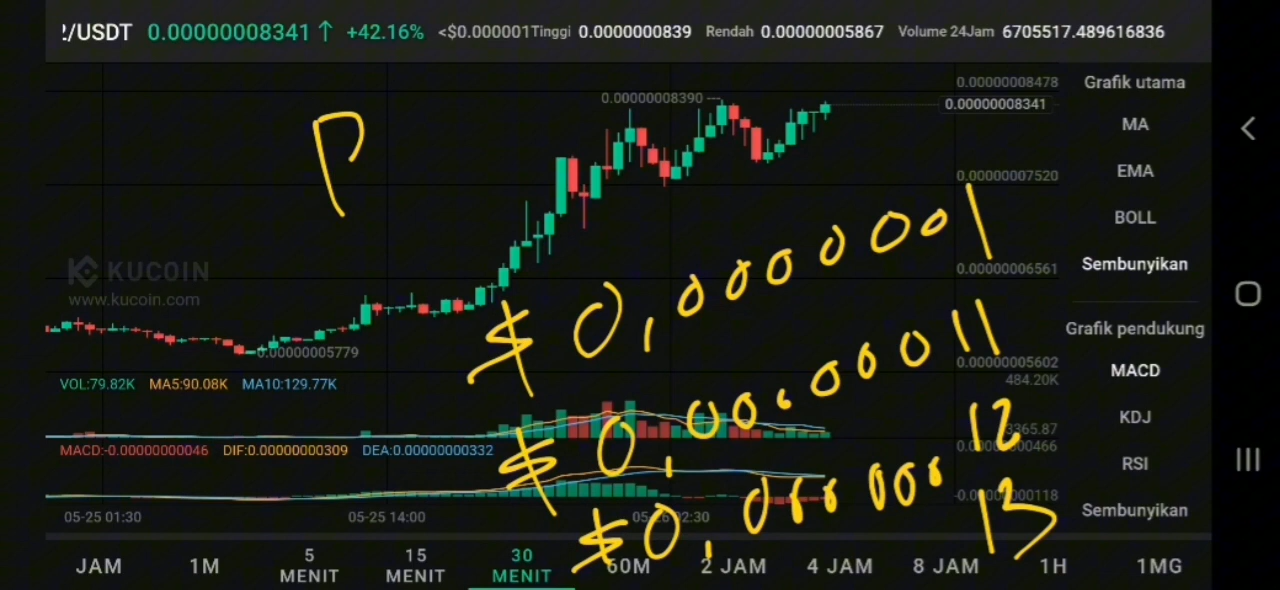 2/USDT 0.00000008341 ↑ +42.16% <$0.000001 Tinggi 0.0000000839 Rendah 0.00000005867 Volume 24Jam 6705517.489616836
0.00000008478
Grafik utama
0.00000008390
0.00000008341
MA
P
EMA
0.00000007520
BOLL
$0,0000001
KUCOIN
www.kucoin.com
0.00000006561
Sembunyikan
Grafik pendukung
0.00000005779
0.00000005602
VOL:79.82K MA5:90.08K MA10:129.77K
484.20K
MACD
KDJ
3365.87
MACD:-0.00000000046 DIF:0.00000000309 DEA:0.00000000332
RSI
-0.00000000118
Sembunyikan
05-25 01:30 05-25 14:00
JAM 1M 5 MENIT 15 MENIT 30 MENIT 60M 2 JAM 4 JAM 8 JAM 1H 1MG